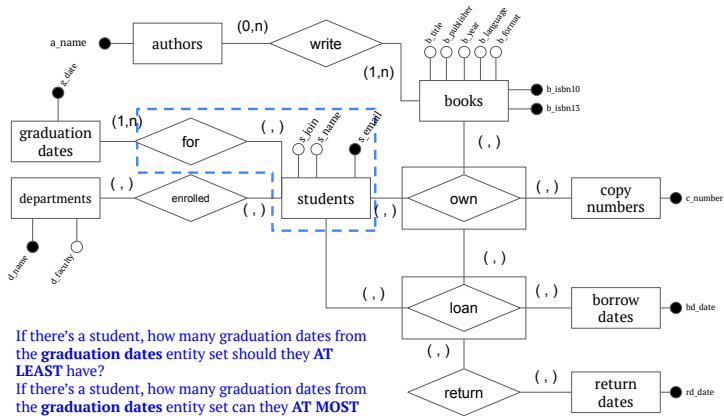 a_name
authors
(0,n)
write
(1,n)
b_title
b_publisher
b_year
b_language
b_format
books
b_isbn10
b_isbn13
g_date
graduation
dates
(1,n)
for
( , )
s_join
s_name
s_email
( , )
departments
( , )
enrolled
( , )
students
( , )
own
( , )
copy
numbers
c_number
d_name
d_faculty
( , )
( , )
loan
( , )
borrow
dates
bd_date
( , )
return
( , )
return
dates
rd_date
If there’s a student, how many graduation dates from
the graduation dates entity set should they AT
LEAST have?
If there’s a student, how many graduation dates from
the graduation dates entity set can they AT MOST